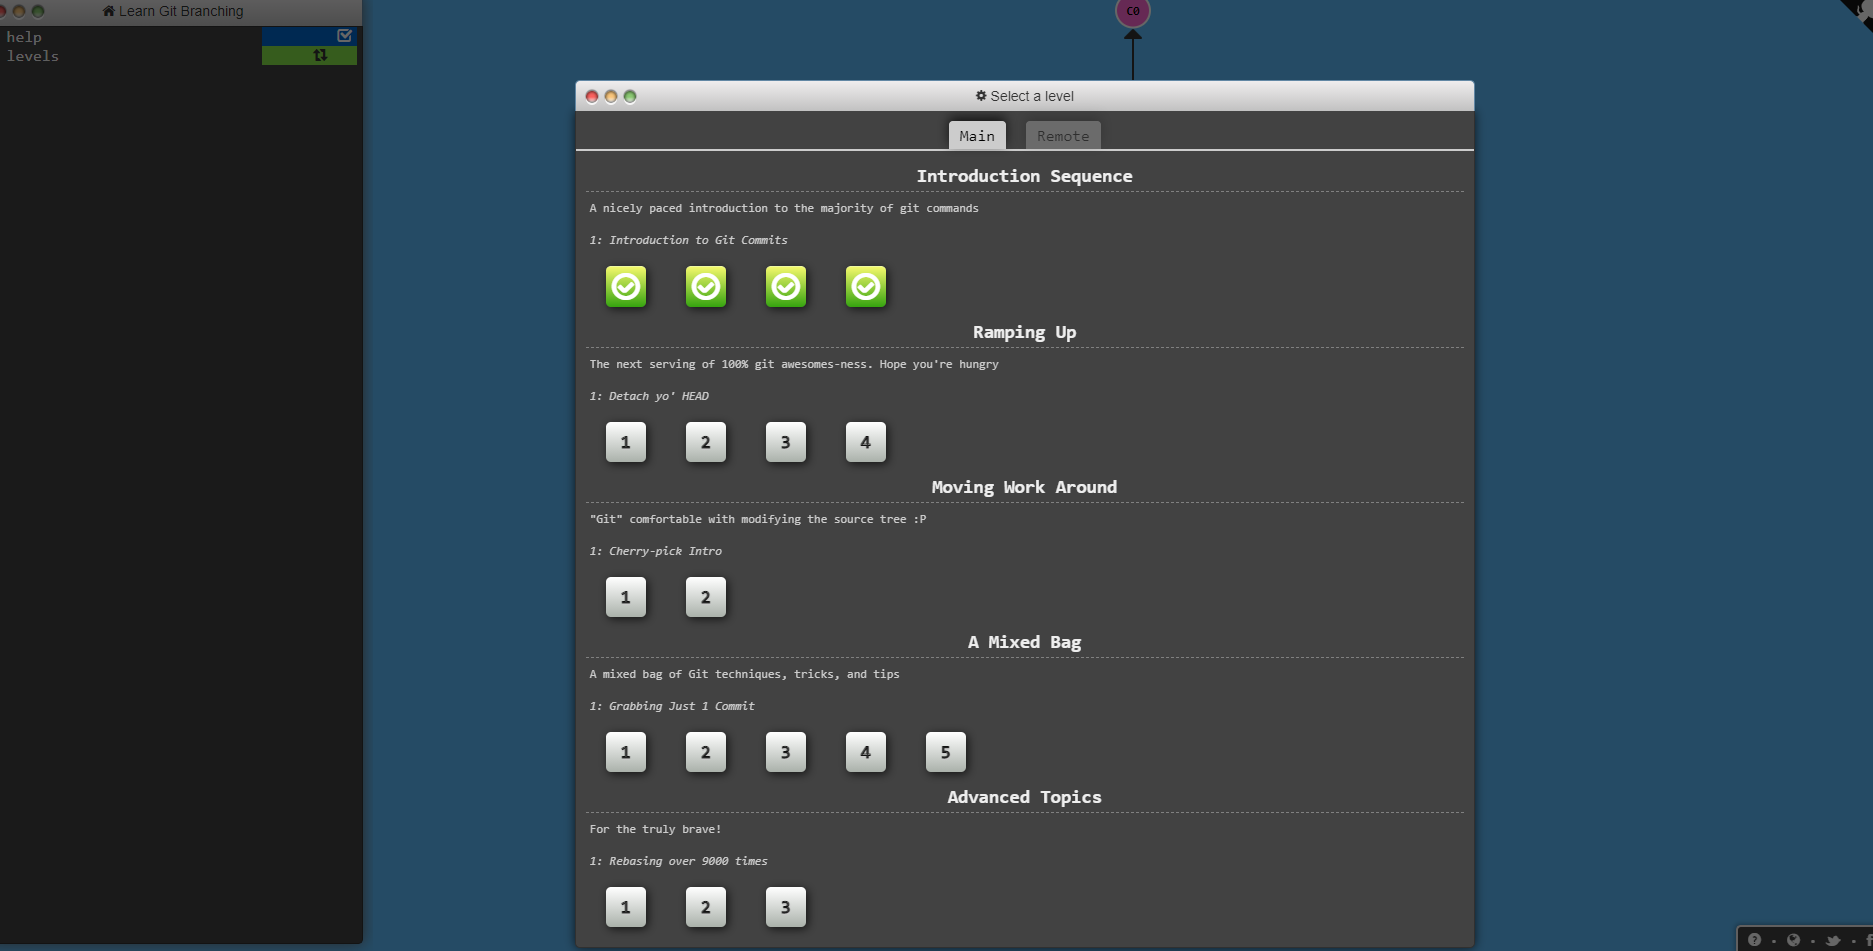 Learn Git Branching
help
levels
C0
Select a level
Main
Remote
Introduction Sequence
A nicely paced introduction to the majority of git commands
1: Introduction to Git Commits
Ramping Up
The next serving of 100% git awesomes-ness. Hope you're hungry
1: Detach yo' HEAD
1 2 3 4
Moving Work Around
"Git" comfortable with modifying the source tree :P
1: Cherry-pick Intro
1 2
A Mixed Bag
A mixed bag of Git techniques, tricks, and tips
1: Grabbing Just 1 Commit
1 2 3 4 5
Advanced Topics
For the truly brave!
1: Rebasing over 9000 times
1 2 3